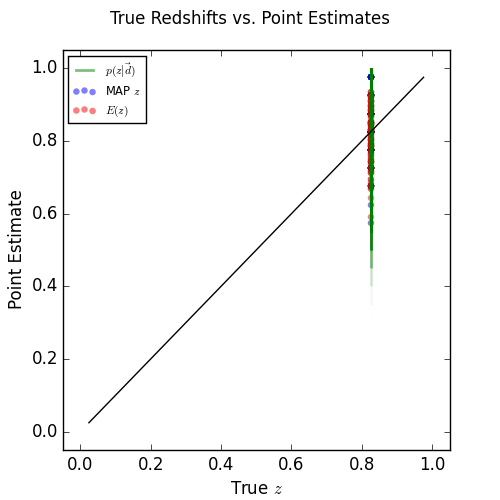 True Redshifts vs. Point Estimates
1.0
0.8
0.6
0.4
0.2
0.0
Point Estimate
p(z|d⃗)
MAP z
E(z)
0.0 0.2 0.4 0.6 0.8 1.0
True z